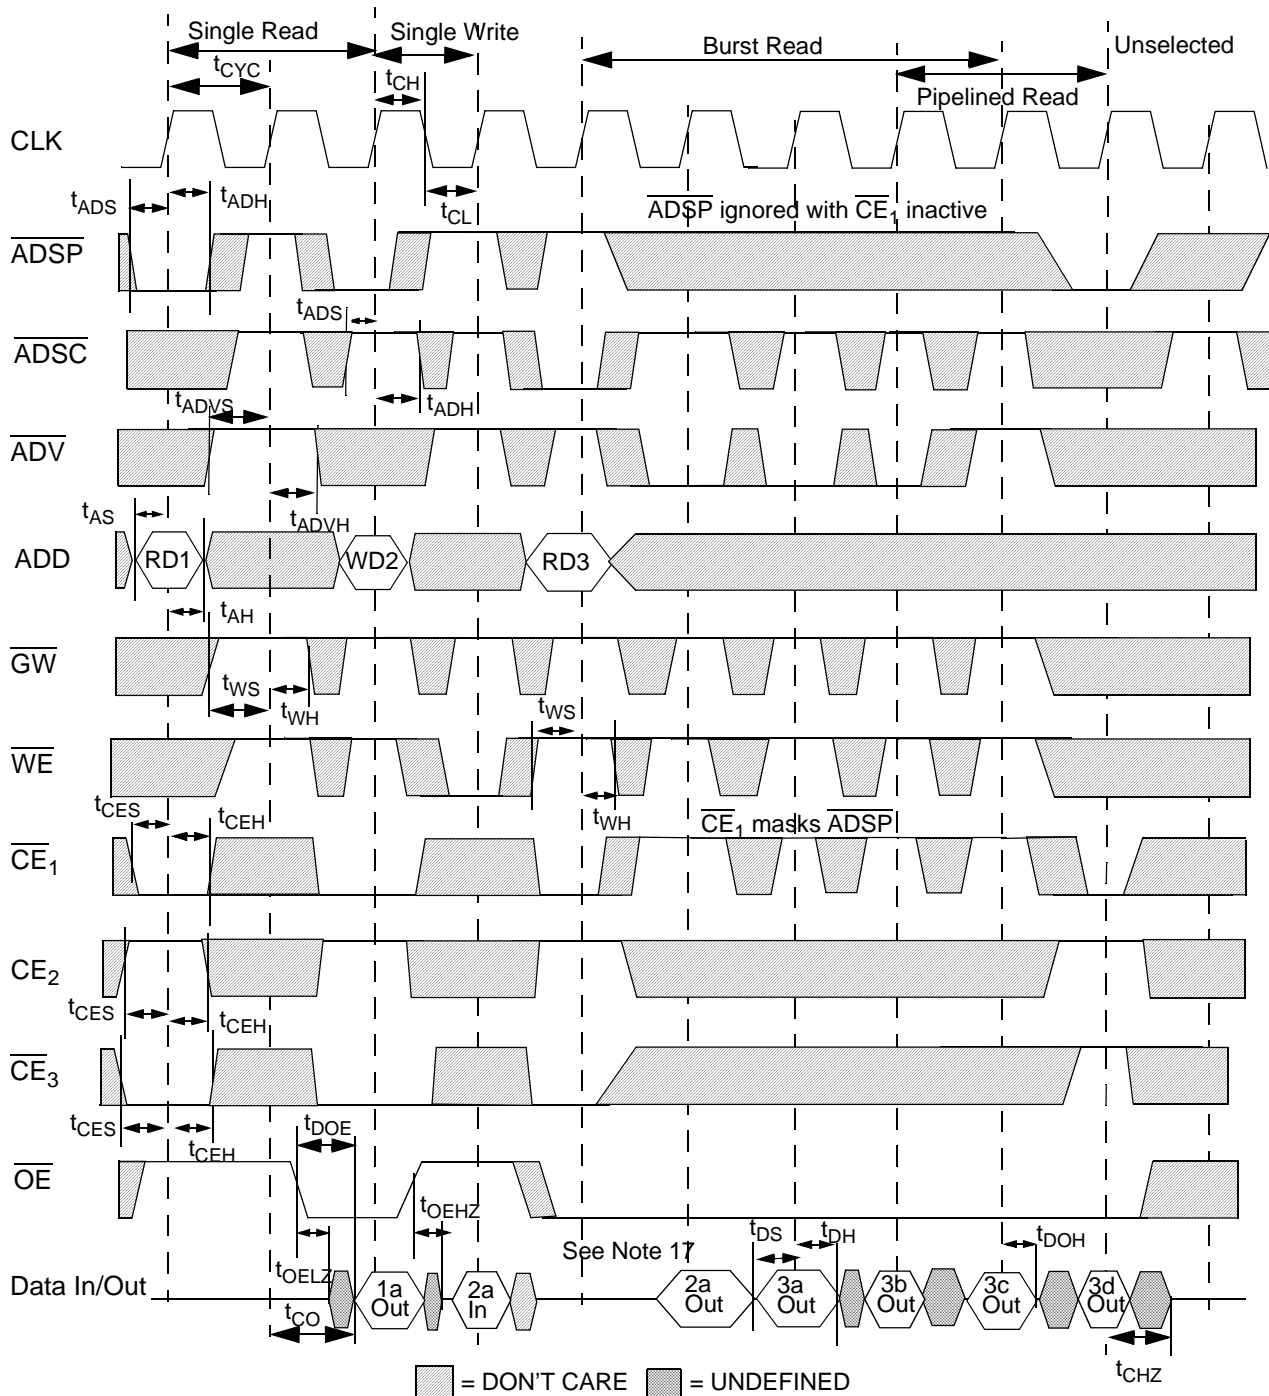 Single Read Single Write Burst Read Unselected
tCYC tCH Pipelined Read
CLK
tADS tADH tCL ADSP ignored with CE1 inactive
ADSP
tADS
ADSC
tADVS tADH
ADV
tAS tADVH
ADD RD1 WD2 RD3
tAH
GW
tWS tWH tWS
WE
tCES tCEH tWH CE1 masks ADSP
CE1
CE2
tCES tCEH
CE3
tCES tCEH tDOE
OE
tOEHZ tDS tDH tDOH
See Note 17
tOELZ
Data In/Out 1a Out 2a In 2a Out 3a Out 3b Out 3c Out 3d Out
tCO tCHZ
= DON'T CARE = UNDEFINED